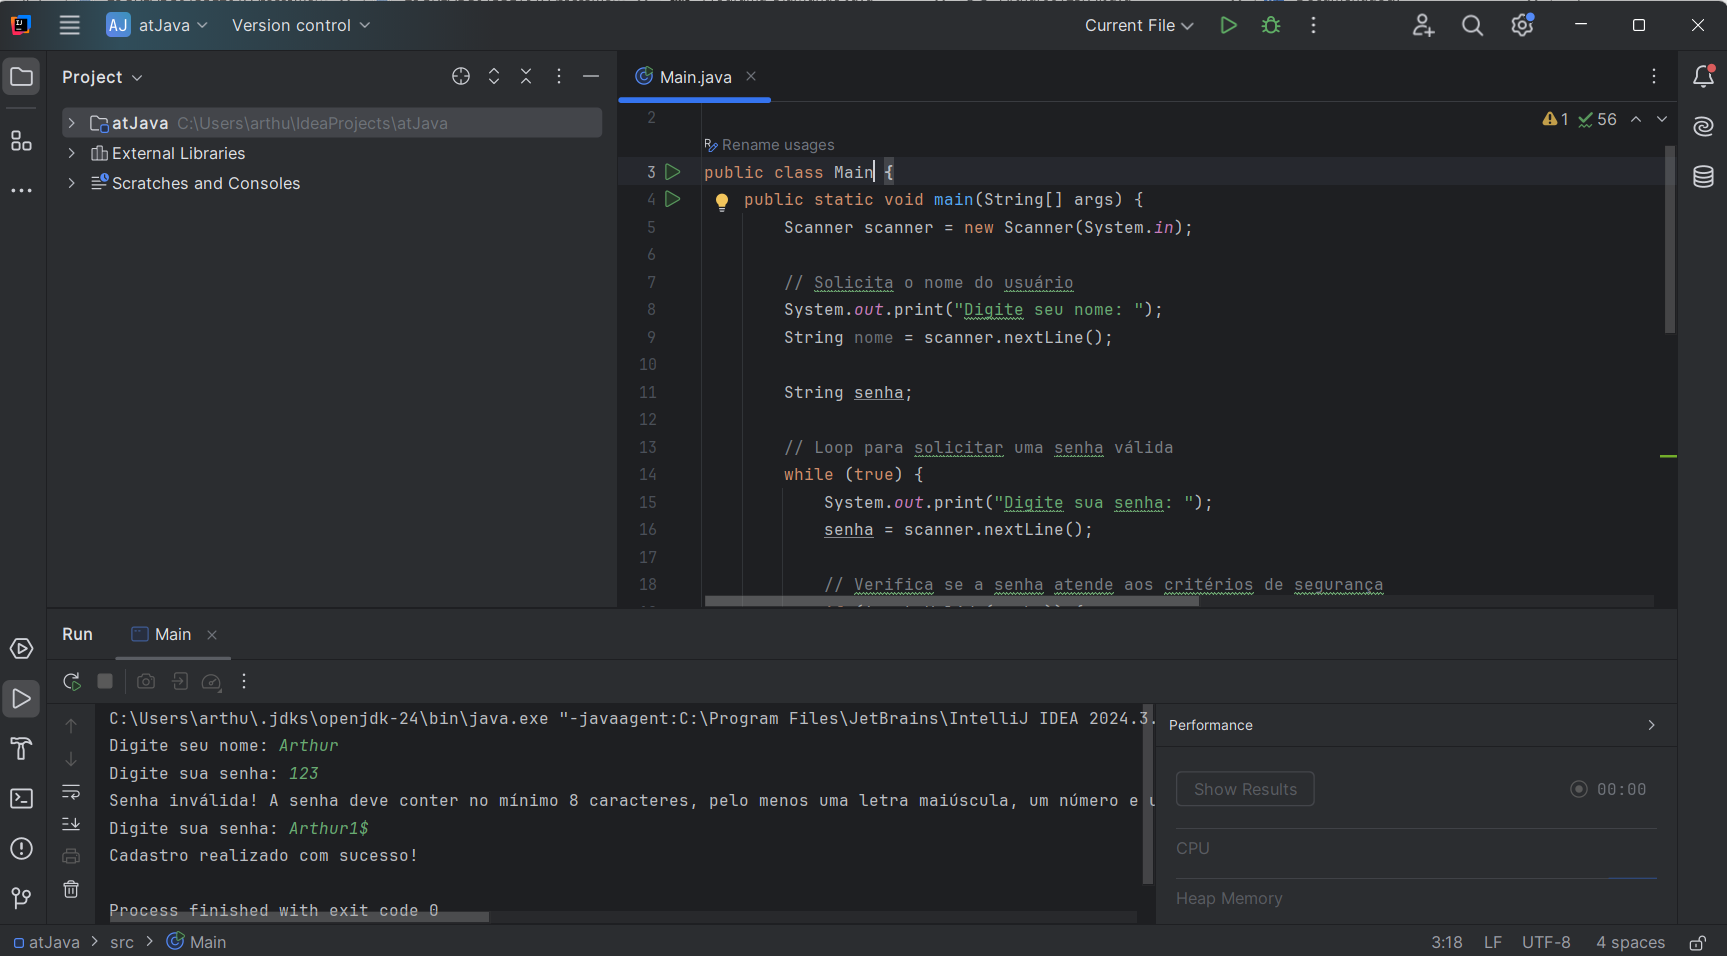 AJ atJava Version control Current File
Project
Main.java
atJava C:\Users\arthu\IdeaProjects\atJava
External Libraries
Scratches and Consoles
1 56
2
Rename usages
3 public class Main {
4 public static void main(String[] args) {
5 Scanner scanner = new Scanner(System.in);
6
7 // Solicita o nome do usuário
8 System.out.print("Digite seu nome: ");
9 String nome = scanner.nextLine();
10
11 String senha;
12
13 // Loop para solicitar uma senha válida
14 while (true) {
15 System.out.print("Digite sua senha: ");
16 senha = scanner.nextLine();
17
18 // Verifica se a senha atende aos critérios de segurança
Run Main
C:\Users\arthu\.jdks\openjdk-24\bin\java.exe "-javaagent:C:\Program Files\JetBrains\IntelliJ IDEA 2024.3.
Digite seu nome: Arthur
Digite sua senha: 123
Senha inválida! A senha deve conter no mínimo 8 caracteres, pelo menos uma letra maiúscula, um número e u
Digite sua senha: Arthur1$
Cadastro realizado com sucesso!
Process finished with exit code 0
Performance
Show Results 00:00
CPU
Heap Memory
atJava src Main
3:18 LF UTF-8 4 spaces